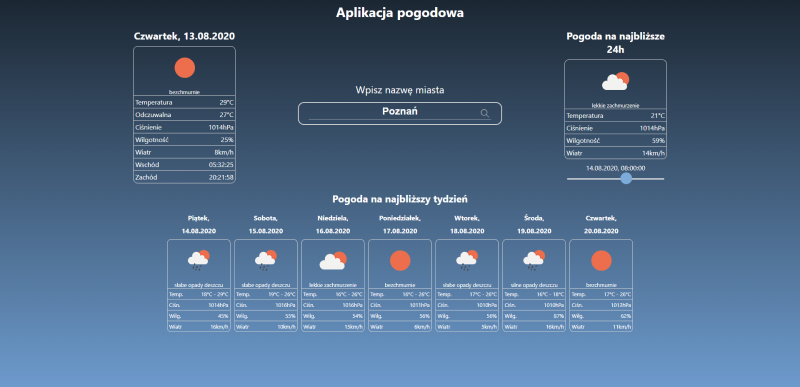 Aplikacja pogodowa
Czwartek, 13.08.2020
bezchmurnie
Temperatura 29°C
Odczuwalna 27°C
Ciśnienie 1014hPa
Wilgotność 25%
Wiatr 8km/h
Wschód 05:32:25
Zachód 20:21:58
Wpisz nazwę miasta
Poznań
Pogoda na najbliższe
24h
lekkie zachmurzenie
Temperatura 21°C
Ciśnienie 1014hPa
Wilgotność 59%
Wiatr 14km/h
14.08.2020, 08:00:00
Pogoda na najbliższy tydzień
Piątek,
14.08.2020
słabe opady deszczu
Temp. 18°C - 29°C
Ciśn. 1014hPa
Wilg. 45%
Wiatr 16km/h
Sobota,
15.08.2020
słabe opady deszczu
Temp. 19°C - 26°C
Ciśn. 1016hPa
Wilg. 55%
Wiatr 10km/h
Niedziela,
16.08.2020
lekkie zachmurzenie
Temp. 16°C - 26°C
Ciśn. 1016hPa
Wilg. 54%
Wiatr 13km/h
Poniedziałek,
17.08.2020
bezchmurnie
Temp. 16°C - 26°C
Ciśn. 1011hPa
Wilg. 56%
Wiatr 6km/h
Wtorek,
18.08.2020
słabe opady deszczu
Temp. 17°C - 26°C
Ciśn. 1010hPa
Wilg. 56%
Wiatr 5km/h
Środa,
19.08.2020
silne opady deszczu
Temp. 16°C - 18°C
Ciśn. 1010hPa
Wilg. 87%
Wiatr 16km/h
Czwartek,
20.08.2020
bezchmurnie
Temp. 17°C - 26°C
Ciśn. 1013hPa
Wilg. 62%
Wiatr 11km/h